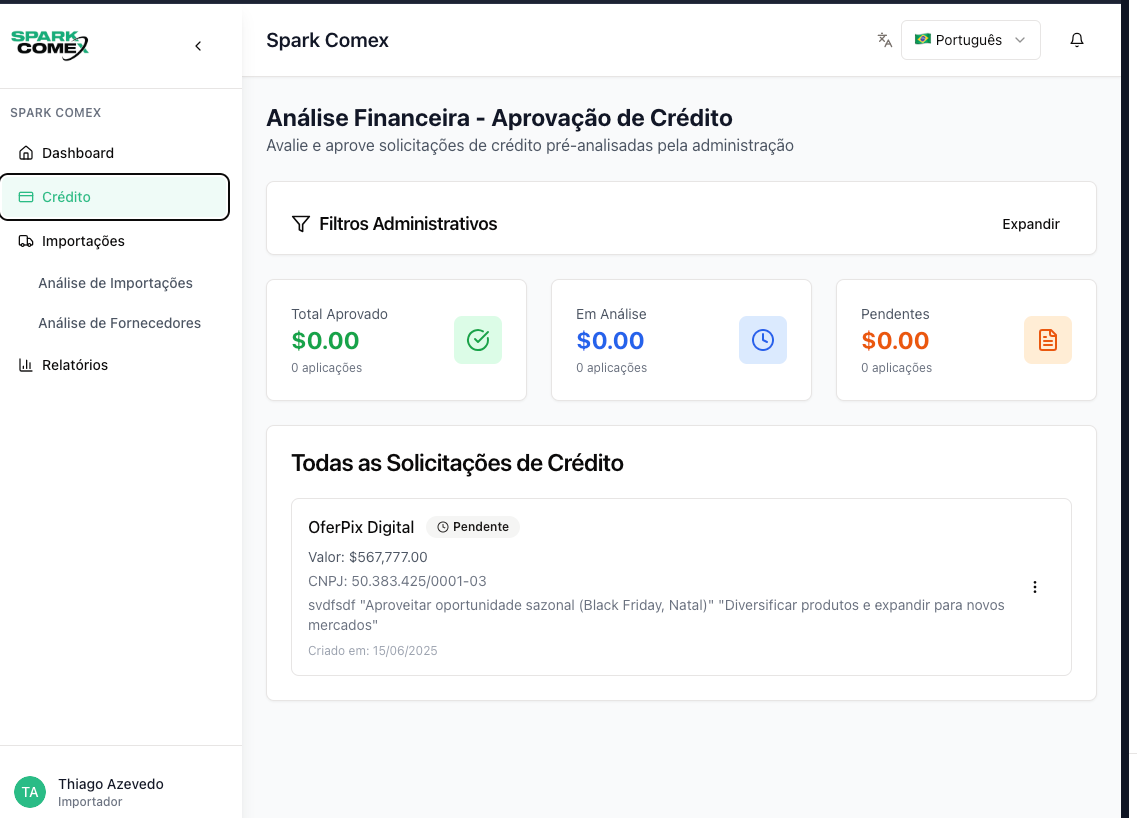 SPARK
COMEX
Spark Comex
Português
SPARK COMEX
Dashboard
Crédito
Importações
Análise de Importações
Análise de Fornecedores
Relatórios
Análise Financeira - Aprovação de Crédito
Avalie e aprove solicitações de crédito pré-analisadas pela administração
Filtros Administrativos
Expandir
Total Aprovado
$0.00
0 aplicações
Em Análise
$0.00
0 aplicações
Pendentes
$0.00
0 aplicações
Todas as Solicitações de Crédito
OferPix Digital
Pendente
Valor: $567,777.00
CNPJ: 50.383.425/0001-03
svdfsdf "Aproveitar oportunidade sazonal (Black Friday, Natal)" "Diversificar produtos e expandir para novos
mercados"
Criado em: 15/06/2025
TA
Thiago Azevedo
Importador